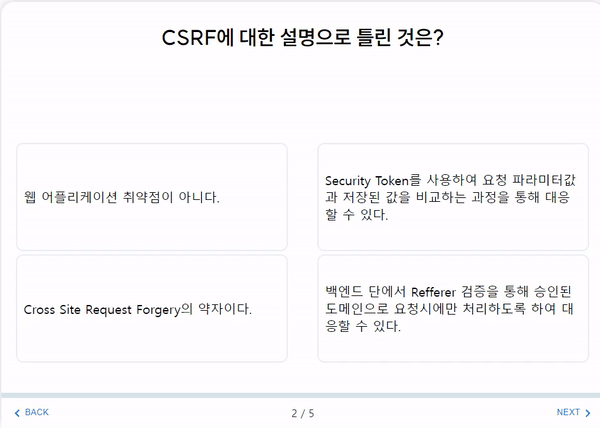 CSRF에 대한 설명으로 틀린 것은?
웹 어플리케이션 취약점이 아니다.
Security Token를 사용하여 요청 파라미터값
과 저장된 값을 비교하는 과정을 통해 대응
할 수 있다.
Cross Site Request Forgery의 약자이다.
백엔드 단에서 Refferer 검증을 통해 승인된
도메인으로 요청시에만 처리하도록 하여 대
응할 수 있다.
BACK
2 / 5
NEXT